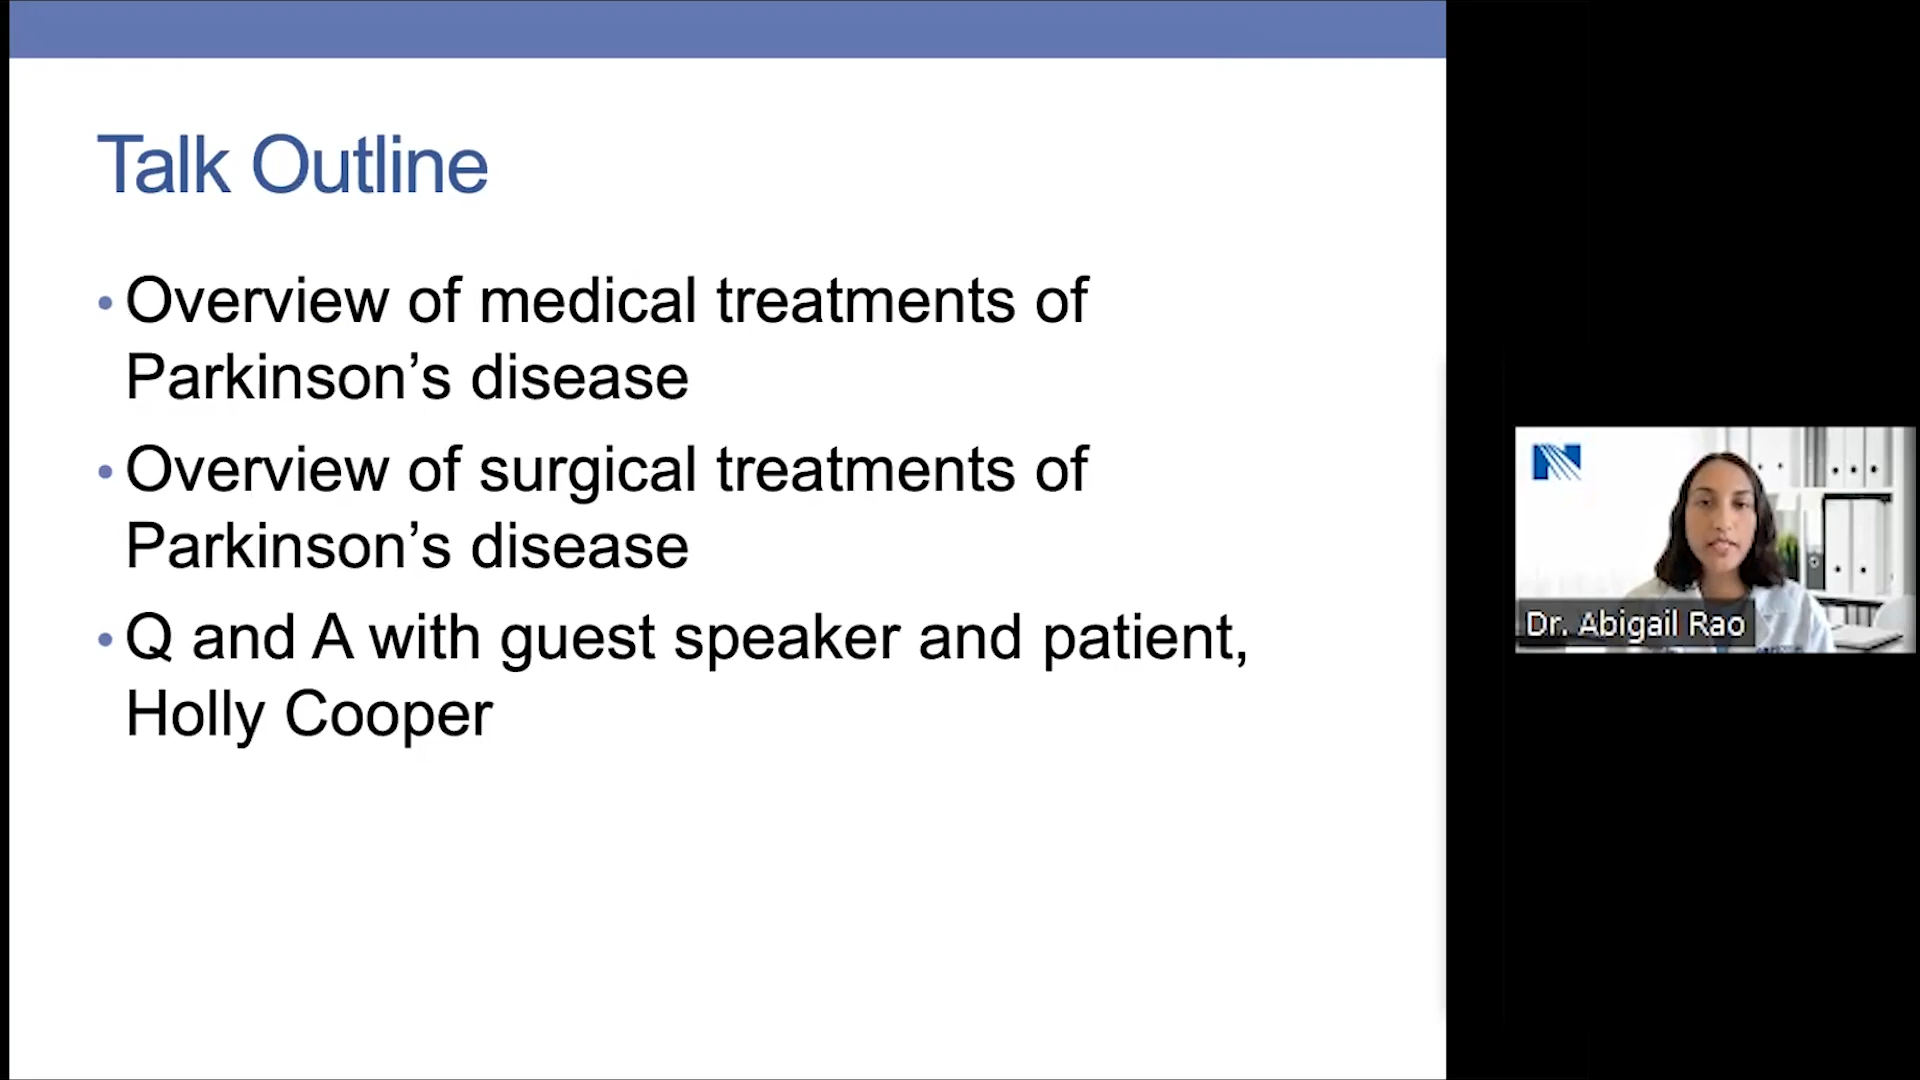 Talk Outline
• Overview of medical treatments of
Parkinson’s disease
• Overview of surgical treatments of
Parkinson’s disease
• Q and A with guest speaker and patient,
Holly Cooper
Dr. Abigail Rao